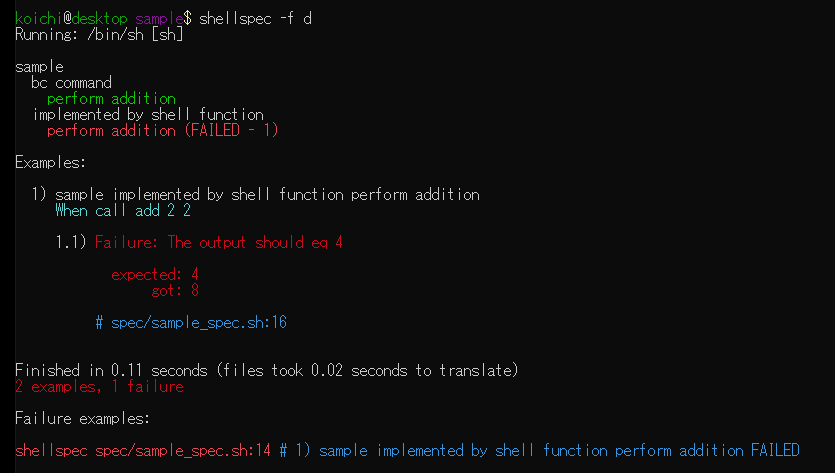 koichi@desktop sample$ shellspec -f d
Running: /bin/sh [sh]
sample
bc command
perform addition
implemented by shell function
perform addition (FAILED - 1)
Examples:
1) sample implemented by shell function perform addition
When call add 2 2
1.1) Failure: The output should eq 4
expected: 4
got: 8
# spec/sample_spec.sh:16
Finished in 0.11 seconds (files took 0.02 seconds to translate)
2 examples, 1 failure
Failure examples:
shellspec spec/sample_spec.sh:14 # 1) sample implemented by shell function perform addition FAILED